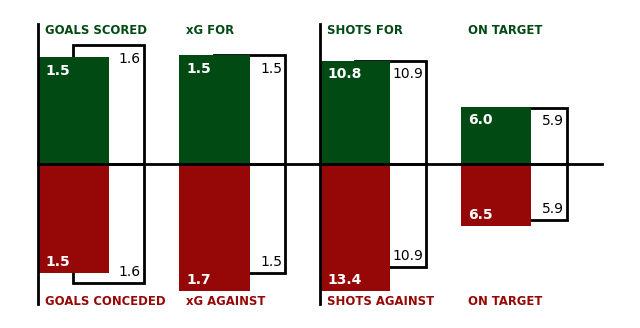 GOALS SCORED xG FOR SHOTS FOR ON TARGET
1.5 1.6 1.5 1.5 10.8 10.9 6.0 5.9
1.5 1.6 1.7 1.5 13.4 10.9 6.5 5.9
GOALS CONCEDED xG AGAINST SHOTS AGAINST ON TARGET